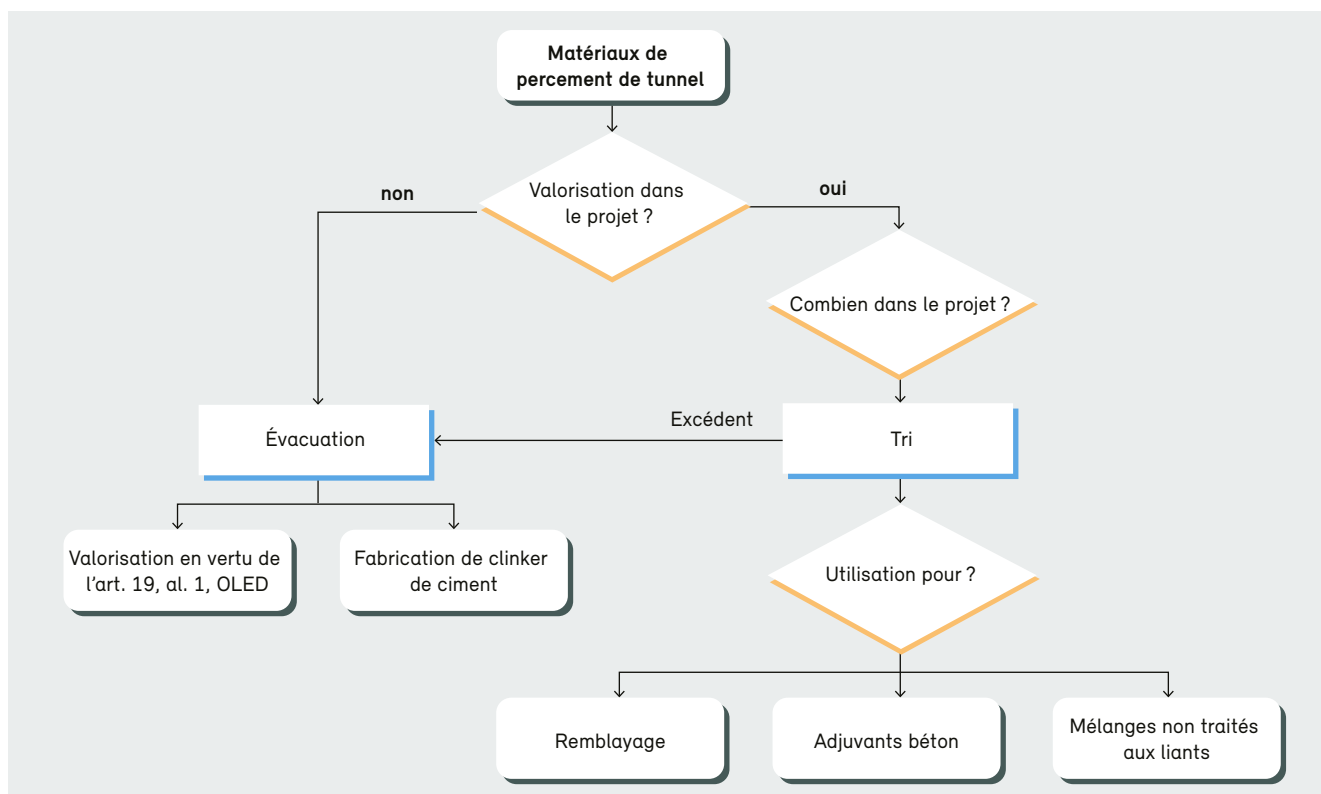 Matériaux de
percement de tunnel
Valorisation dans
le projet ?
non
oui
Combien dans le projet ?
Évacuation
Excédent
Tri
Valorisation en vertu de
l'art. 19, al. 1, OLED
Fabrication de clinker
de ciment
Utilisation pour ?
Remblayage
Adjuvants béton
Mélanges non traités
aux liants